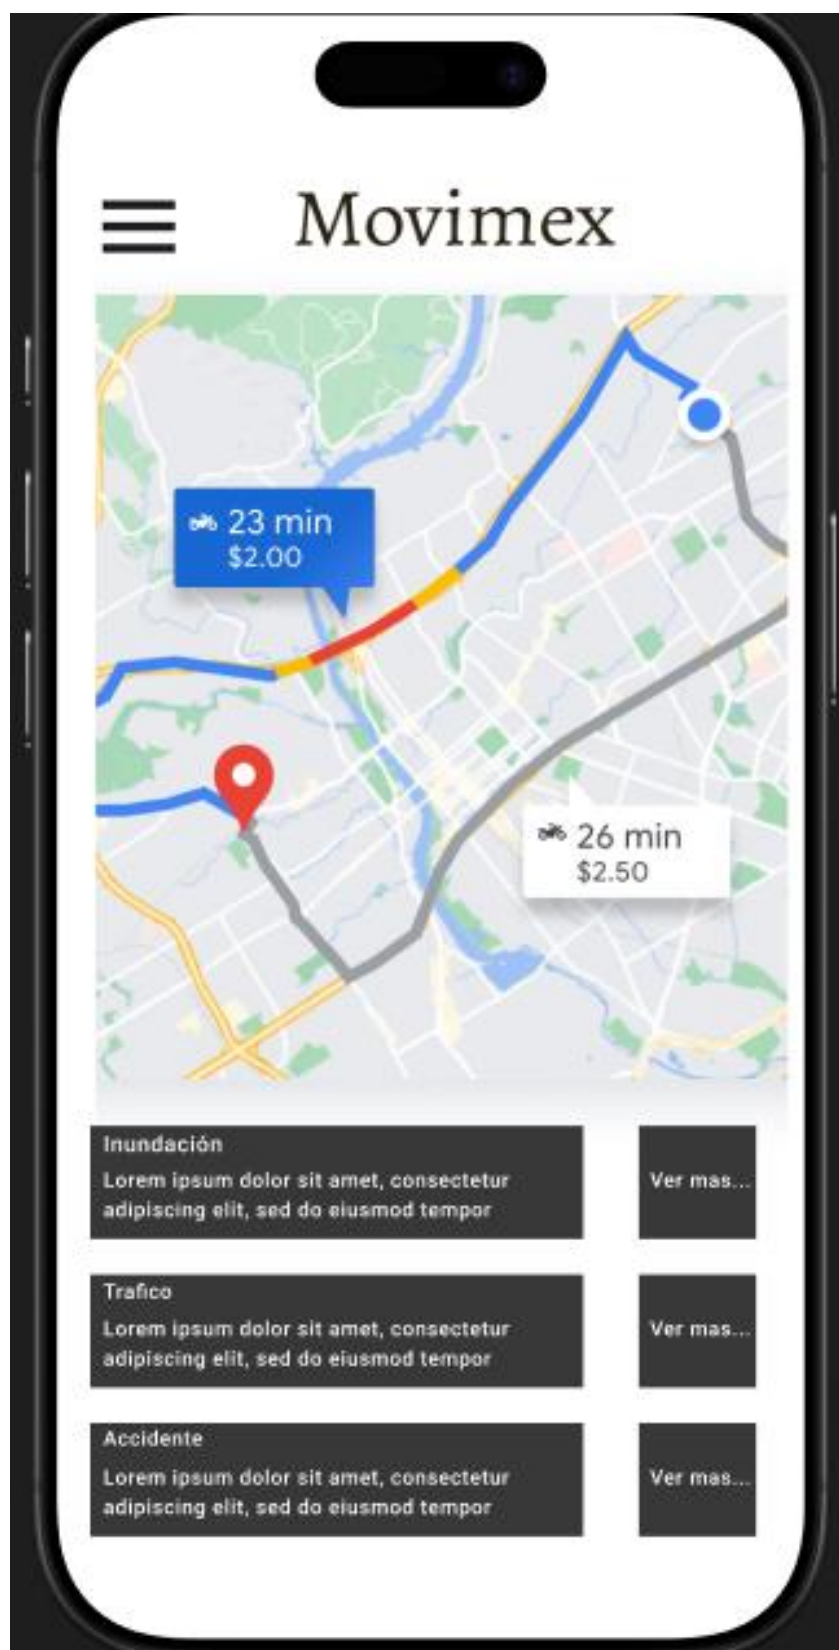 Movimex
23 min
$2.00
26 min
$2.50
Inundación
Lorem ipsum dolor sit amet, consectetur
adipiscing elit, sed do eiusmod tempor
Ver mas...
Trafico
Lorem ipsum dolor sit amet, consectetur
adipiscing elit, sed do eiusmod tempor
Ver mas...
Accidente
Lorem ipsum dolor sit amet, consectetur
adipiscing elit, sed do eiusmod tempor
Ver mas...